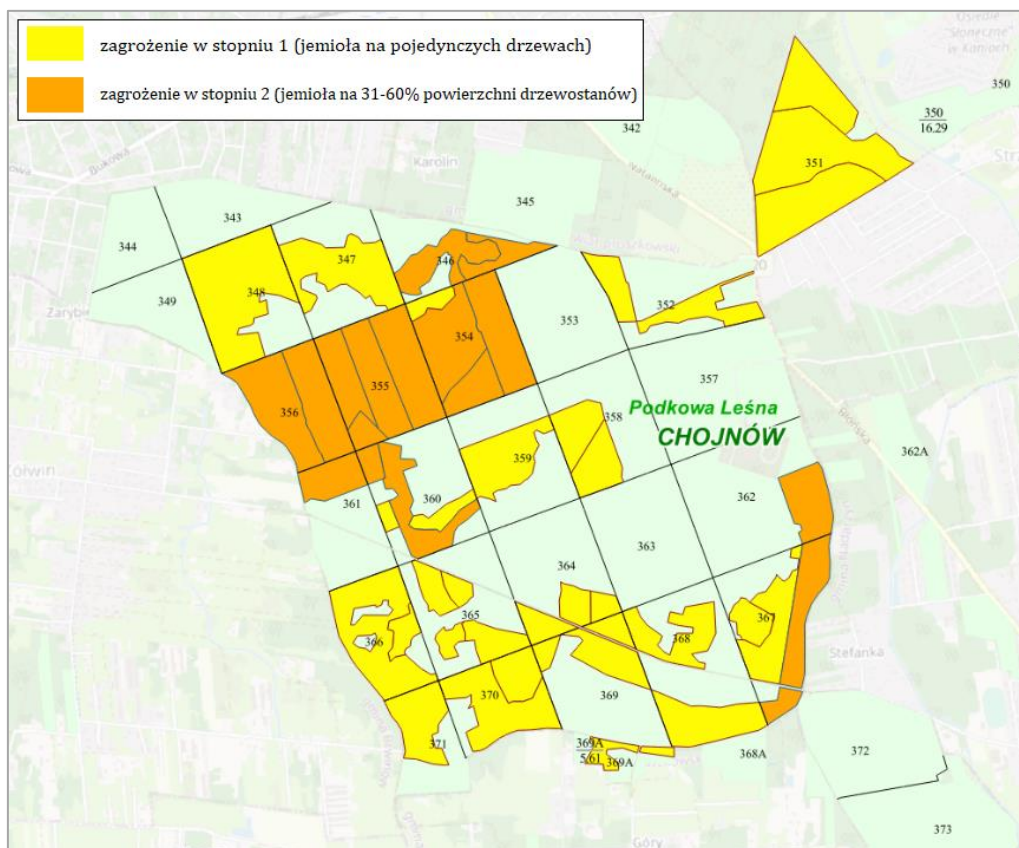 zagrożenie w stopniu 1 (jemioła na pojedynczych drzewach)
zagrożenie w stopniu 2 (jemioła na 31-60% powierzchni drzewostanów)
Osiedle
"Słoneczne"
w Kaniach
350
350
16.29
342
Bukowa
Karolin
351
345
Natalińska
343
344
347
346
349
348
352
353
354
355
356
357
358
Podkowa Leśna
CHOJNÓW
Błońska
359
360
361
362
362A
363
364
365
366
367
368
Stefanka
369
370
371
369A
5.61
369A
368A
372
373
Góry